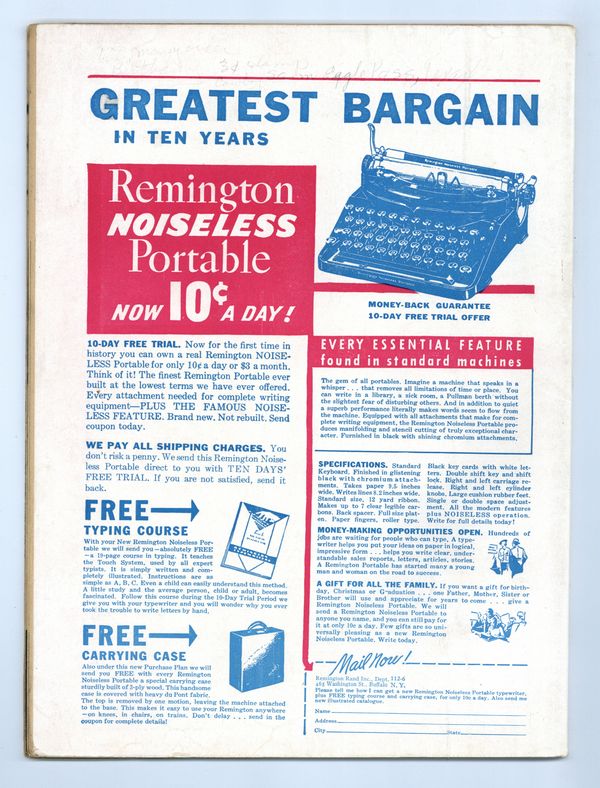 GREATEST BARGAIN
IN TEN YEARS
Remington
NOISELESS
Portable
NOW 10¢ A DAY!
MONEY-BACK GUARANTEE
10-DAY FREE TRIAL OFFER
10-DAY FREE TRIAL. Now for the first time in
history you can own a real Remington NOISE-
LESS Portable for only 10¢ a day or $3 a month.
Think of it! The finest Remington Portable ever
built at the lowest terms we have ever offered.
Every attachment needed for complete writing
equipment—PLUS THE FAMOUS NOISE-
LESS FEATURE. Brand new. Not rebuilt. Send
coupon today.
WE PAY ALL SHIPPING CHARGES. You
don't risk a penny. We send this Remington Noise-
less Portable direct to you with TEN DAYS'
FREE TRIAL. If you are not satisfied, send it
back.
FREE
TYPING COURSE
With your New Remington Noiseless Por-
table we will send you—absolutely FREE
—a 19-page course in typing. It teaches
the Touch System, used by all expert
typists. It is simply written and com-
pletely illustrated. Instructions are as
simple as A, B, C. Even a child can easily understand this method.
A little study and the average person, child or adult, becomes
fascinated. Follow this course during the 10-Day Trial Period we
give you with your typewriter and you will wonder why you ever
took the trouble to write letters by hand.
FREE
CARRYING CASE
Also under this new Purchase Plan we will
send you FREE with every Remington
Noiseless Portable a special carrying case
sturdily built of 3-ply wood. This handsome
case is covered with heavy du Pont fabric.
The top is removed by one motion, leaving the machine attached
to the base. This makes it easy to use your Remington anywhere
—on knees, in chairs, on trains. Don't delay . . . send in the
coupon for complete details!
EVERY ESSENTIAL FEATURE
found in standard machines
The gem of all portables. Imagine a machine that speaks in a
whisper . . . that removes all limitations of time or place. You
can write in a library, a sick room, a Pullman berth without
the slightest fear of disturbing others. And in addition to quiet
a superb performance literally makes words seem to flow from
the machine. Equipped with all attachments that make for com-
plete writing equipment, the Remington Noiseless Portable pro-
duces manifolding and stencil cutting of truly exceptional char-
acter. Furnished in black with shining chromium attachments.
SPECIFICATIONS. Standard
Keyboard. Finished in glistening
black with chromium attach-
ments. Takes paper 9.5 inches
wide. Writes lines 8.2 inches wide.
Standard size, 12 yard ribbon.
Makes up to 7 clear legible car-
bons. Back spacer. Full size plat-
en. Paper fingers, roller type.
Black key cards with white let-
ters. Double shift key and shift
lock. Right and left carriage re-
lease. Right and left cylinder
knobs. Large cushion rubber feet.
Single or double space adjust-
ment. All the modern features
plus NOISELESS operation.
Write for full details today!
MONEY-MAKING OPPORTUNITIES OPEN. Hundreds of
jobs are waiting for people who can type. A type-
writer helps you put your ideas on paper in logical,
impressive form . . . helps you write clear, under-
standable sales reports, letters, articles, stories.
A Remington Portable has started many a young
man and woman on the road to success.
A GIFT FOR ALL THE FAMILY. If you want a gift for birth-
day, Christmas or Graduation . . . one Father, Mother, Sister or
Brother will use and appreciate for years to come . . . give a
Remington Noiseless Portable. We will
send a Remington Noiseless Portable to
anyone you name, and you can still pay for
it at only 10c a day. Few gifts are so uni-
versally pleasing as a new Remington
Noiseless Portable. Write today.
Mail Now!
Remington Rand Inc., Dept. 112-6
465 Washington St., Buffalo N. Y.
Please tell me how I can get a new Remington Noiseless Portable typewriter,
plus FREE typing course and carrying case, for only 10c a day. Also send me
new illustrated catalogue.
Name
Address
City State